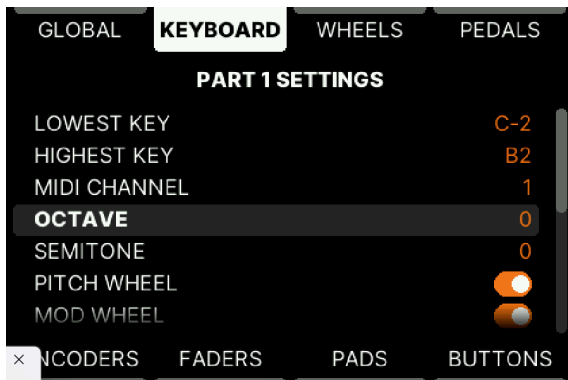 GLOBAL KEYBOARD WHEELS PEDALS
PART 1 SETTINGS
LOWEST KEY C-2
HIGHEST KEY B2
MIDI CHANNEL 1
OCTAVE 0
SEMITONE 0
PITCH WHEEL
MOD WHEEL
NCODERS FADERS PADS BUTTONS